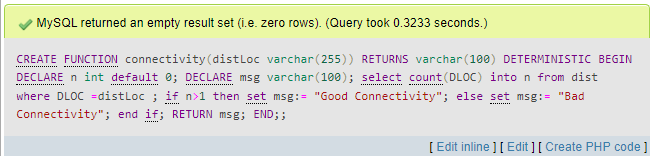 MySQL returned an empty result set (i.e. zero rows). (Query took 0.3233 seconds.)
CREATE FUNCTION connectivity(distLoc varchar(255)) RETURNS varchar(100) DETERMINISTIC BEGIN
DECLARE n int default 0; DECLARE msg varchar(100); select count(DLOC) into n from dist
where DLOC =distLoc ; if n>1 then set msg:= "Good Connectivity"; else set msg:= "Bad
Connectivity"; end if; RETURN msg; END;;
[ Edit inline ] [ Edit ] [ Create PHP code ]